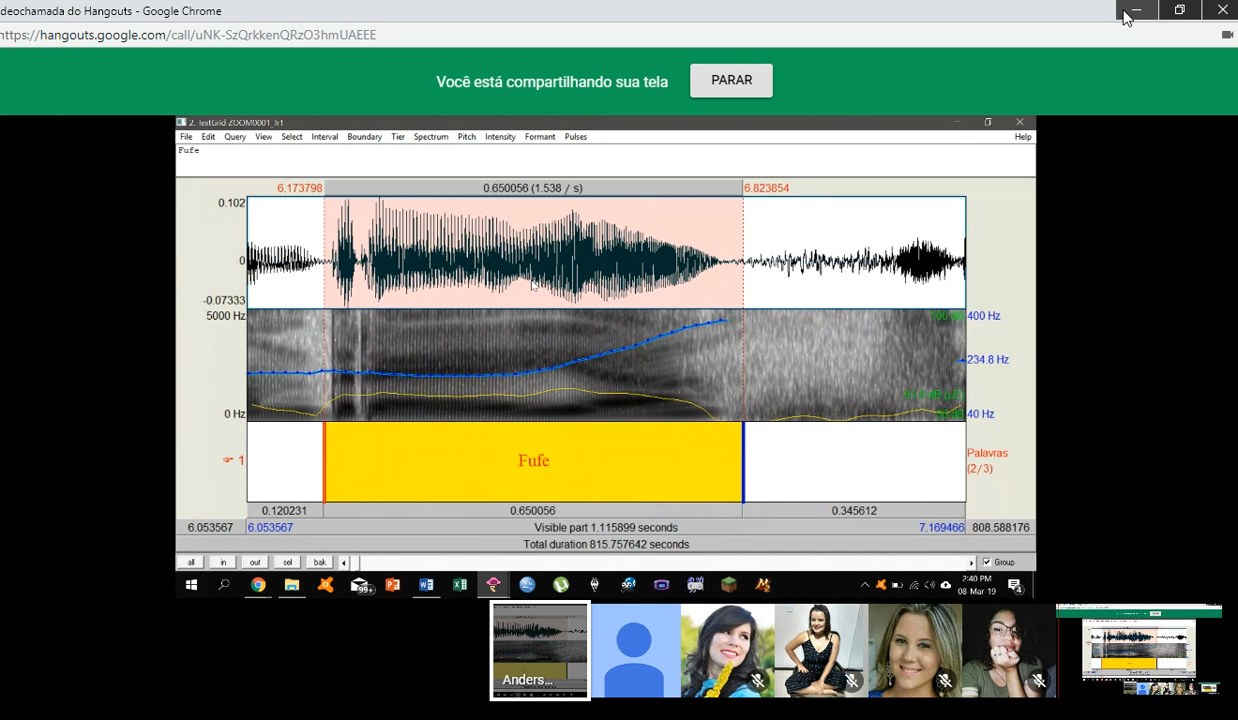 deochamada do Hangouts - Google Chrome
https://hangouts.google.com/call/uNK-SzQrkkenQRzO3hmUAEEE
Você está compartilhando sua tela PARAR
2. TextGrid ZOOM0001_lr1
File Edit Query View Select Interval Boundary Tier Spectrum Pitch Intensity Formant Pulses Help
Fufe
6.173798 0.650056 (1.538 / s) 6.823854
0.102
0
-0.07333
5000 Hz 400 Hz
234.8 Hz
0 Hz 40 Hz
1 Fufe Palavras
(2/3)
0.120231 0.650056 0.345612
6.053567 6.053567 Visible part 1.115899 seconds 7.169466 808.588176
Total duration 815.757642 seconds
all in out sel bak Group
99+ 2:40 PM
08 Mar 19 4
Anders...